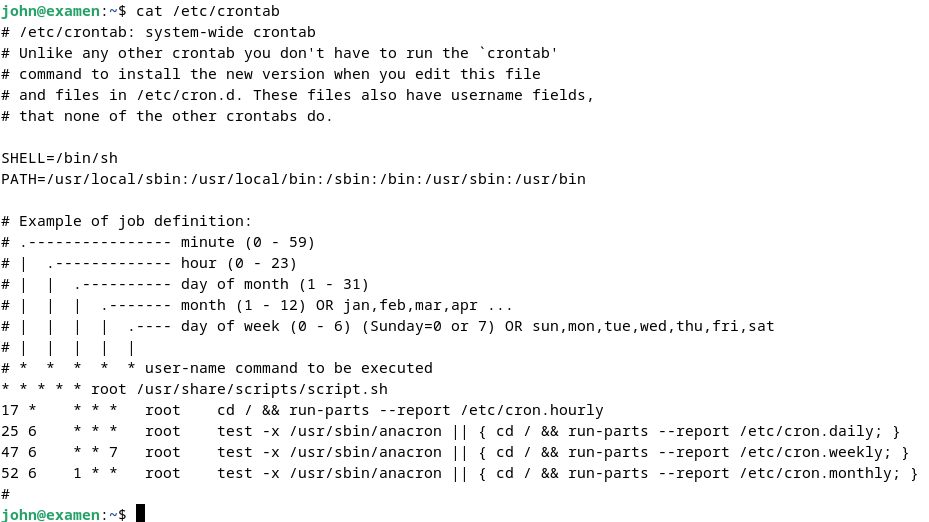 john@examen:~$ cat /etc/crontab
# /etc/crontab: system-wide crontab
# Unlike any other crontab you don't have to run the `crontab'
# command to install the new version when you edit this file
# and files in /etc/cron.d. These files also have username fields,
# that none of the other crontabs do.

SHELL=/bin/sh
PATH=/usr/local/sbin:/usr/local/bin:/sbin:/bin:/usr/sbin:/usr/bin

# Example of job definition:
# .---------------- minute (0 - 59)
# |  .------------- hour (0 - 23)
# |  |  .---------- day of month (1 - 31)
# |  |  |  .------- month (1 - 12) OR jan,feb,mar,apr ...
# |  |  |  |  .---- day of week (0 - 6) (Sunday=0 or 7) OR sun,mon,tue,wed,thu,fri,sat
# |  |  |  |  |
# *  *  *  *  * user-name command to be executed
* * * * * root /usr/share/scripts/script.sh
17 *    * * *   root    cd / && run-parts --report /etc/cron.hourly
25 6    * * *   root    test -x /usr/sbin/anacron || { cd / && run-parts --report /etc/cron.daily; }
47 6    * * 7   root    test -x /usr/sbin/anacron || { cd / && run-parts --report /etc/cron.weekly; }
52 6    1 * *   root    test -x /usr/sbin/anacron || { cd / && run-parts --report /etc/cron.monthly; }
#
john@examen:~$